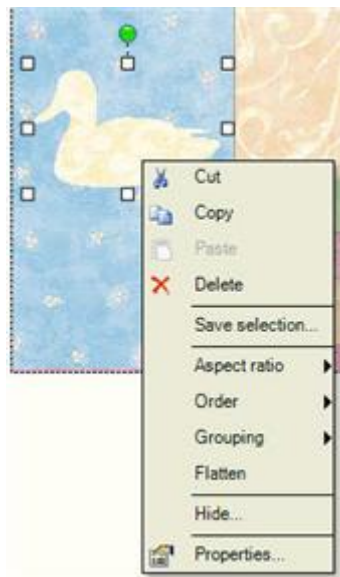 Cut
Copy
Paste
Delete
Save selection...
Aspect ratio
Order
Grouping
Flatten
Hide...
Properties...